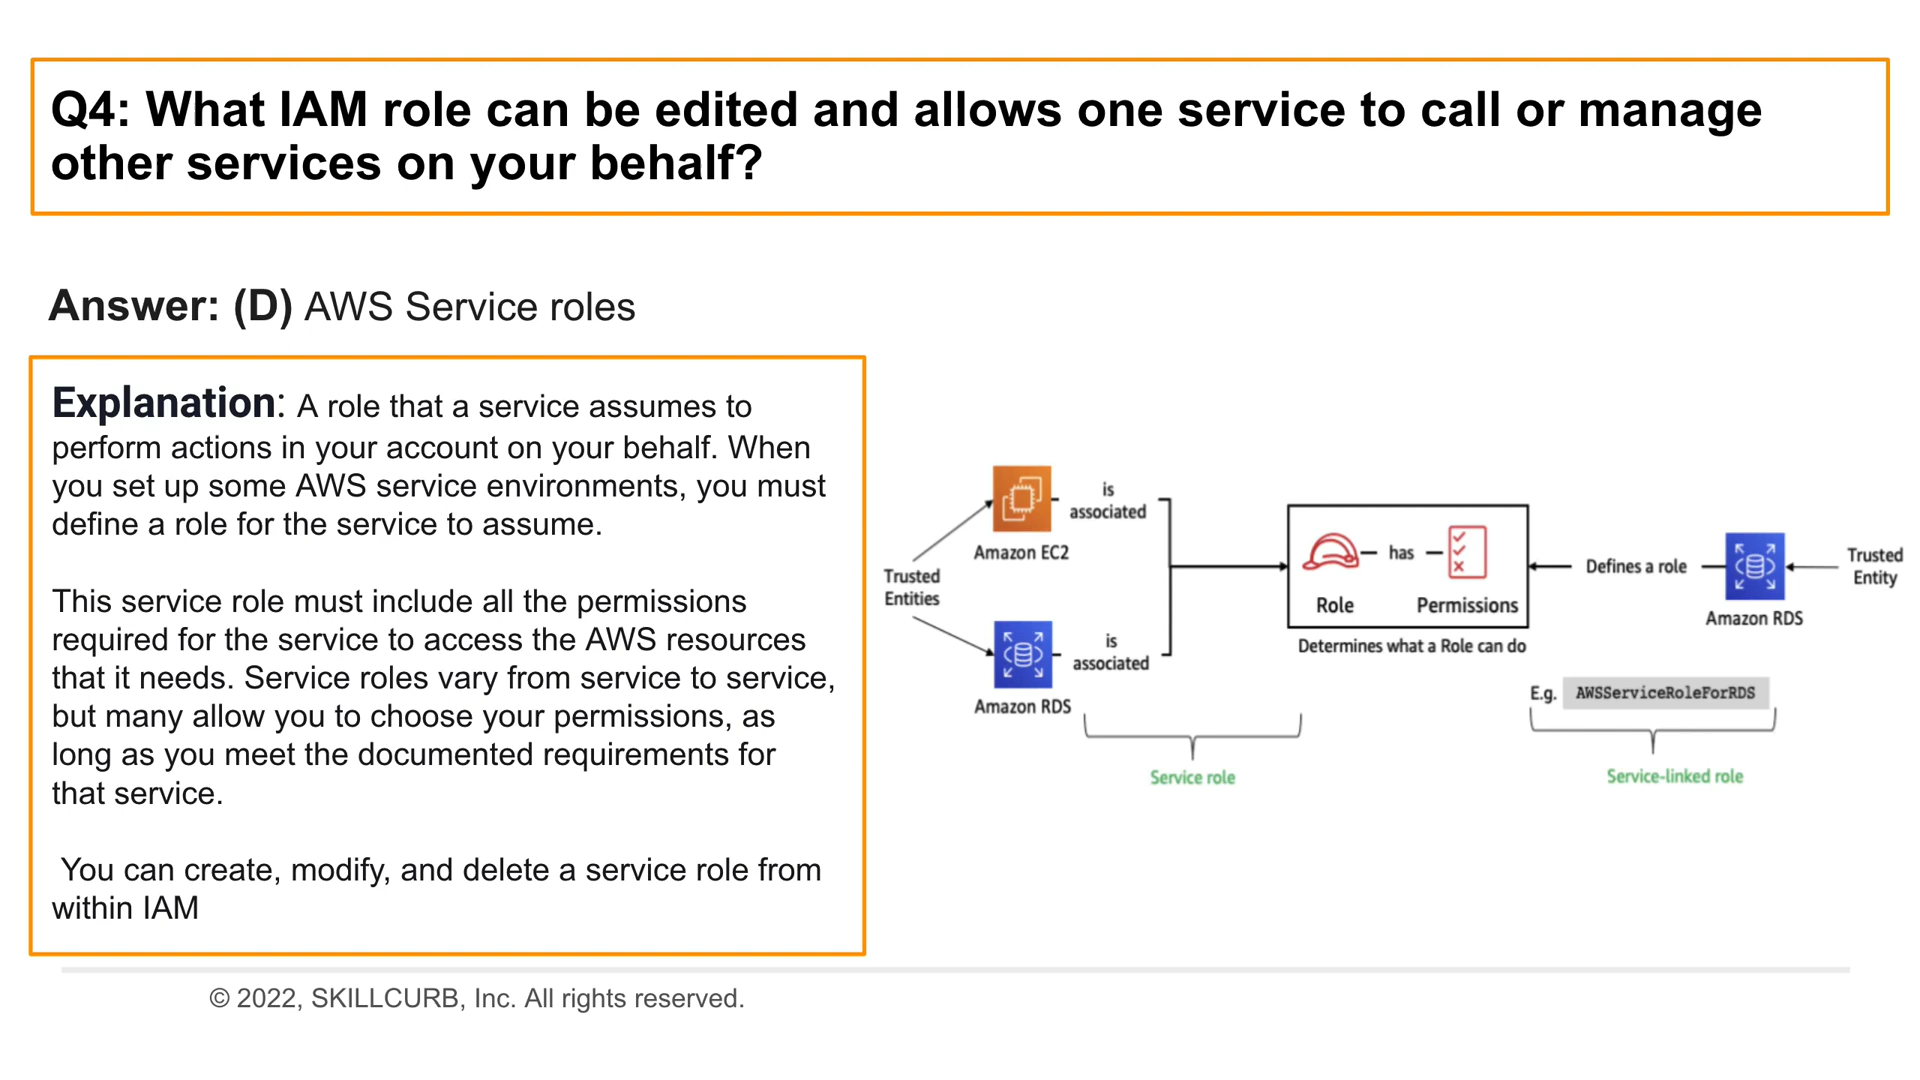 Q4: What IAM role can be edited and allows one service to call or manage
other services on your behalf?
Answer: (D) AWS Service roles
Explanation: A role that a service assumes to
perform actions in your account on your behalf. When
you set up some AWS service environments, you must
define a role for the service to assume.
This service role must include all the permissions
required for the service to access the AWS resources
that it needs. Service roles vary from service to service,
but many allow you to choose your permissions, as
long as you meet the documented requirements for
that service.
You can create, modify, and delete a service role from
within IAM
Trusted
Entities
Amazon EC2
is
associated
Amazon RDS
is
associated
Service role
Role
has
Permissions
Determines what a Role can do
Defines a role
Amazon RDS
Trusted
Entity
E.g. AWSServiceRoleForRDS
Service-linked role
© 2022, SKILLCURB, Inc. All rights reserved.